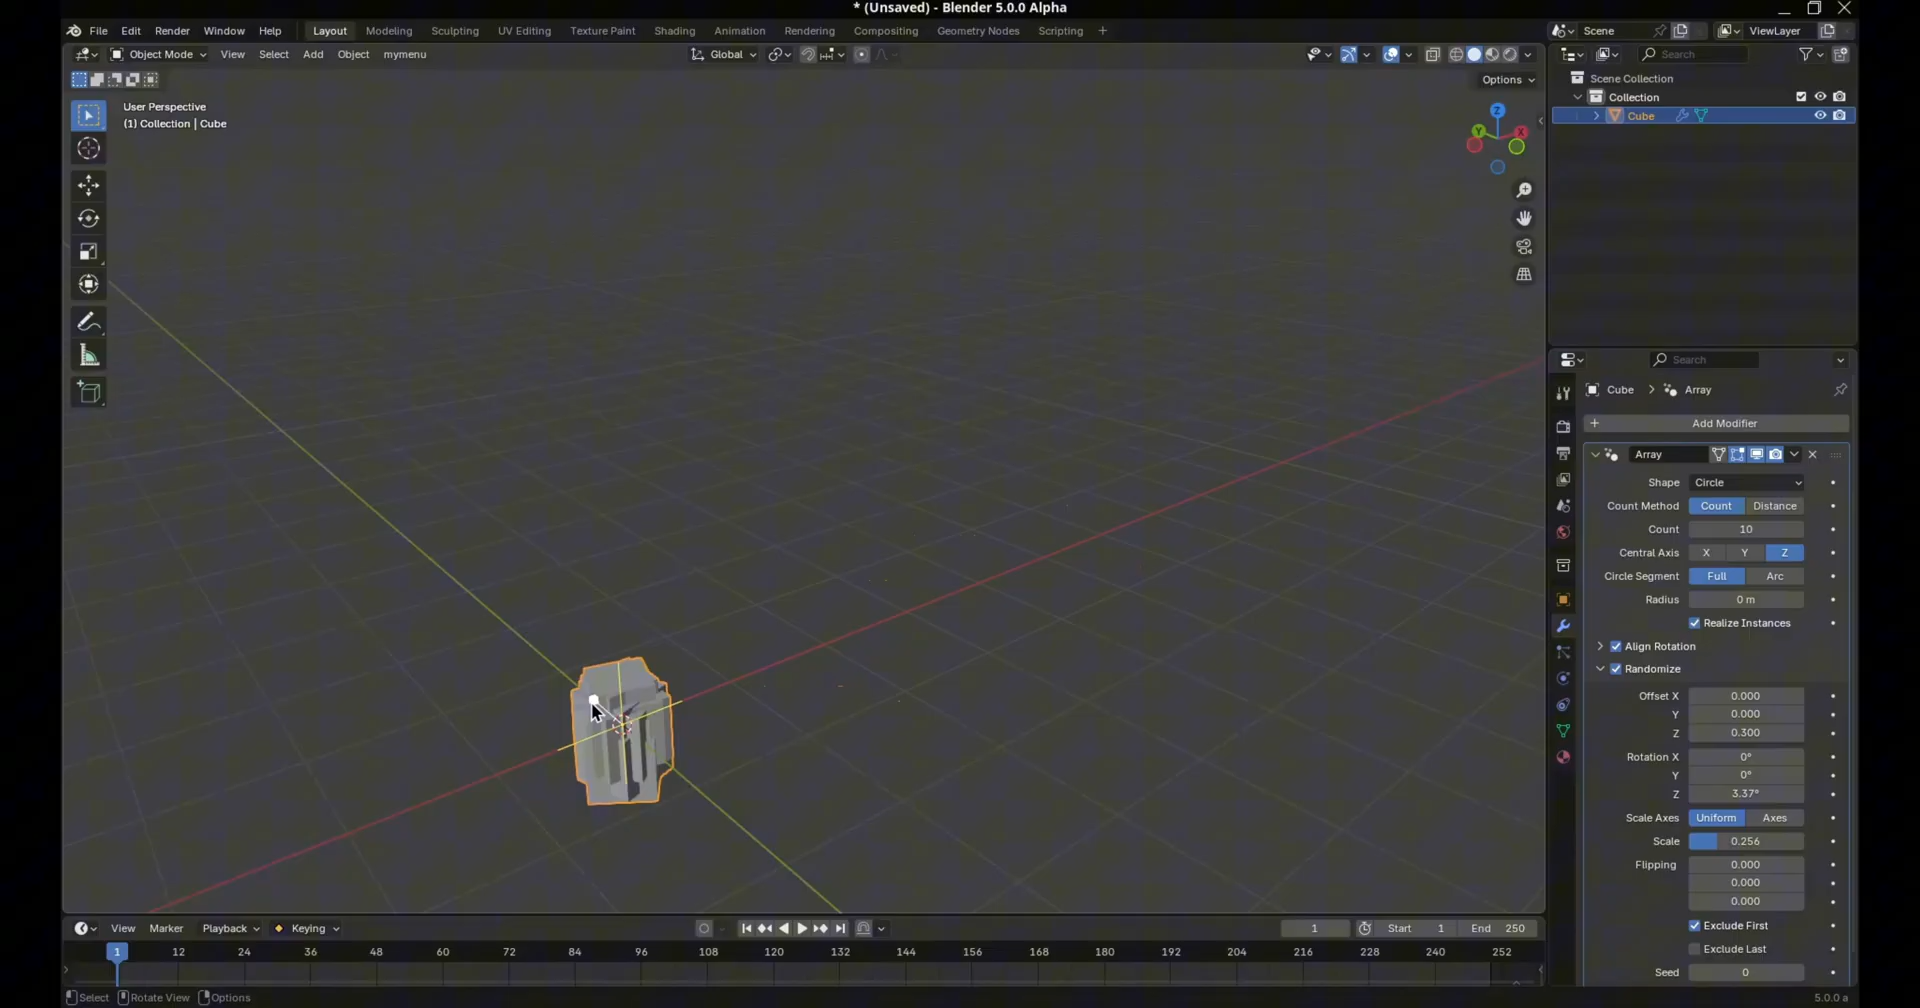 * (Unsaved) - Blender 5.0.0 Alpha
File Edit Render Window Help Layout Modeling Sculpting UV Editing Texture Paint Shading Animation Rendering Compositing Geometry Nodes Scripting + Scene ViewLayer
Object Mode View Select Add Object mymenu Global Search
Options
Scene Collection
Collection
Cube
User Perspective
(1) Collection | Cube
Z
Y X
Search
Cube > Array
+ Add Modifier
Array
Shape Circle
Count Method Count Distance
Count 10
Central Axis X Y Z
Circle Segment Full Arc
Radius 0 m
Realize Instances
Align Rotation
Randomize
Offset X 0.000
Y 0.000
Z 0.300
Rotation X 0°
Y 0°
Z 3.37°
Scale Axes Uniform Axes
Scale 0.256
Flipping 0.000
0.000
0.000
Exclude First
Exclude Last
Seed 0
View Marker Playback Keying 1 Start 1 End 250
1 12 24 36 48 60 72 84 96 108 120 132 144 156 168 180 192 204 216 228 240 252
Select Rotate View Options 5.0.0 a